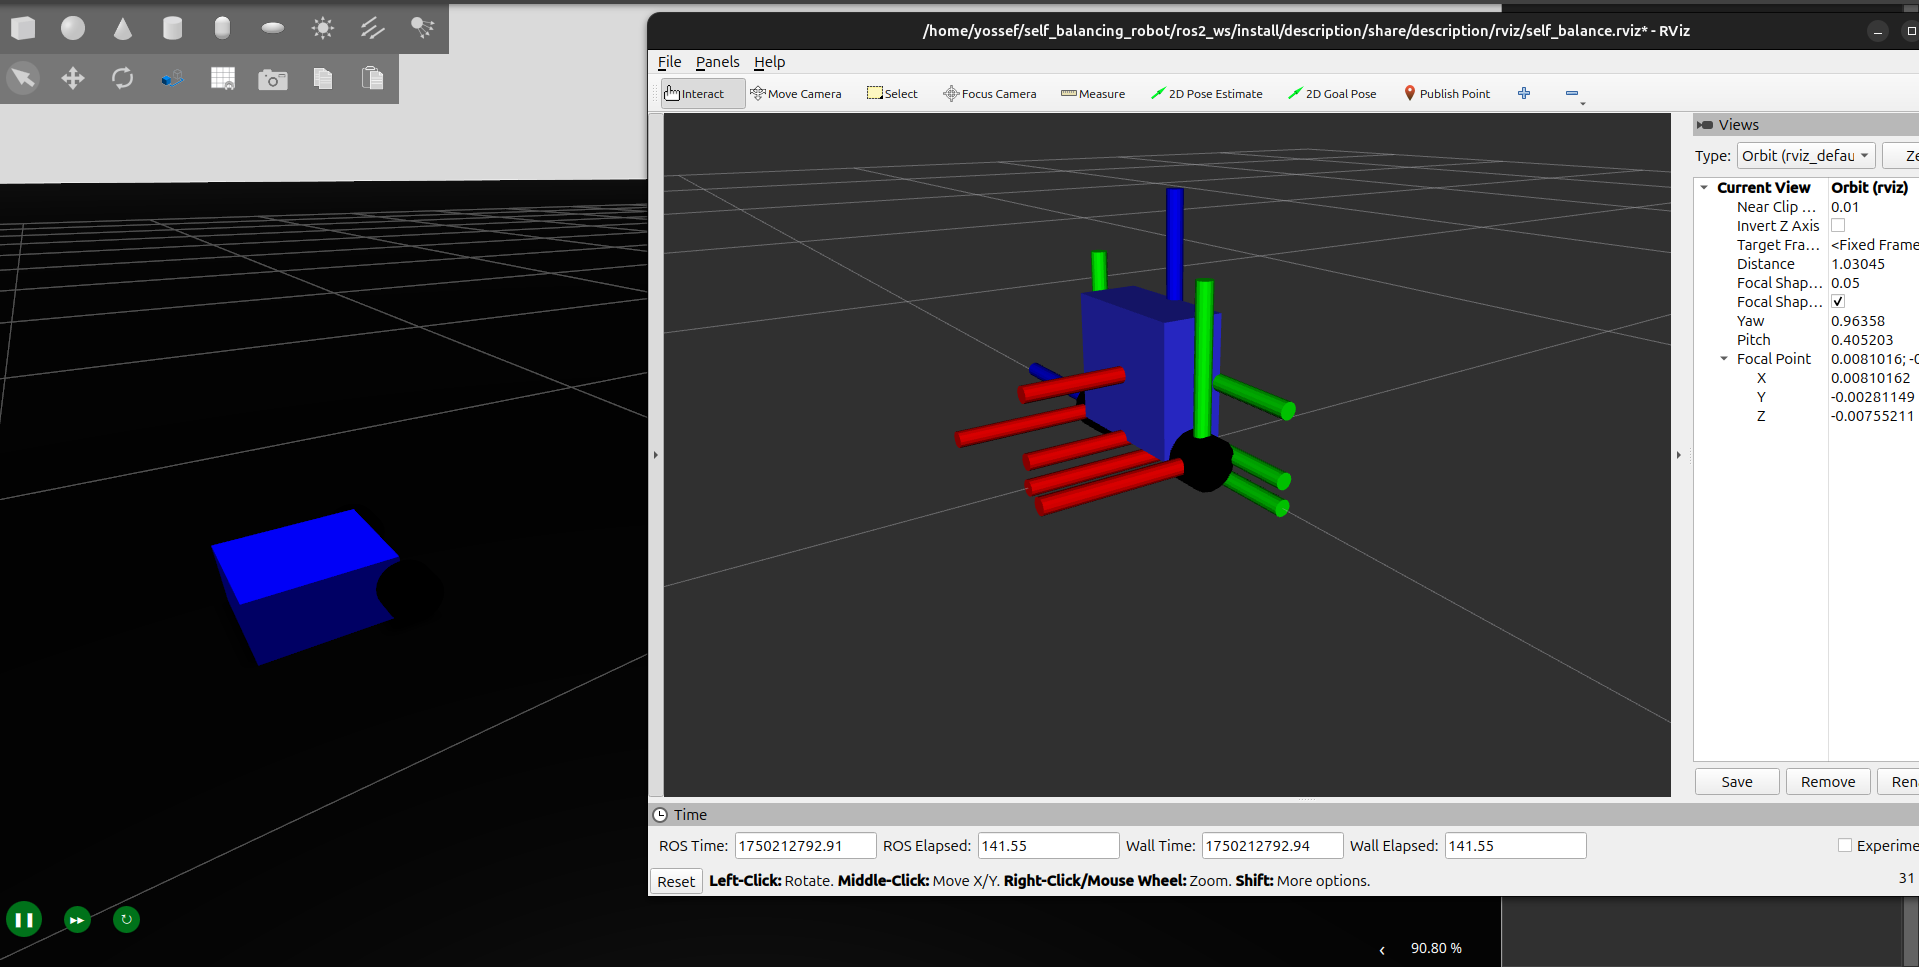 /home/yossef/self_balancing_robot/ros2_ws/install/description/share/description/rviz/self_balance.rviz* - RViz
File Panels Help
Interact Move Camera Select Focus Camera Measure 2D Pose Estimate 2D Goal Pose Publish Point
Views
Type: Orbit (rviz_defau Ze
Current View Orbit (rviz)
Near Clip ... 0.01
Invert Z Axis
Target Fra... <Fixed Frame
Distance 1.03045
Focal Shap... 0.05
Focal Shap...
Yaw 0.96358
Pitch 0.405203
Focal Point 0.0081016; -0
X 0.00810162
Y -0.00281149
Z -0.00755211
Save Remove Ren
Time
ROS Time: 1750212792.91 ROS Elapsed: 141.55 Wall Time: 1750212792.94 Wall Elapsed: 141.55 Experime
Reset Left-Click: Rotate. Middle-Click: Move X/Y. Right-Click/Mouse Wheel: Zoom. Shift: More options. 31
90.80 %